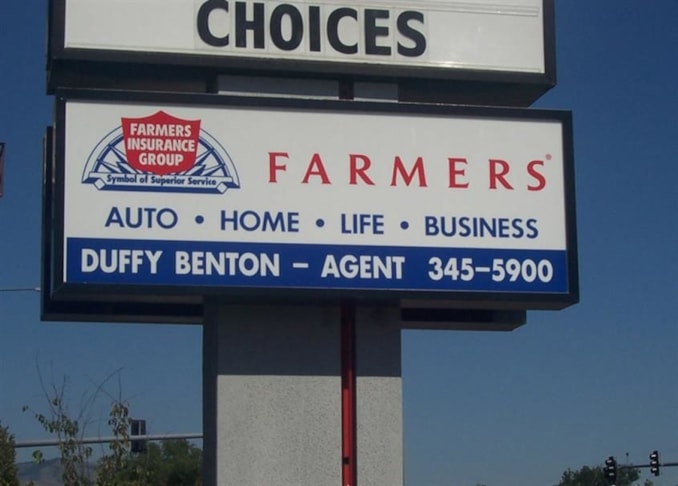 CHOICES
FARMERS
INSURANCE
GROUP
Symbol of Superior Service
FARMERS®
AUTO • HOME • LIFE • BUSINESS
DUFFY BENTON – AGENT 345–5900